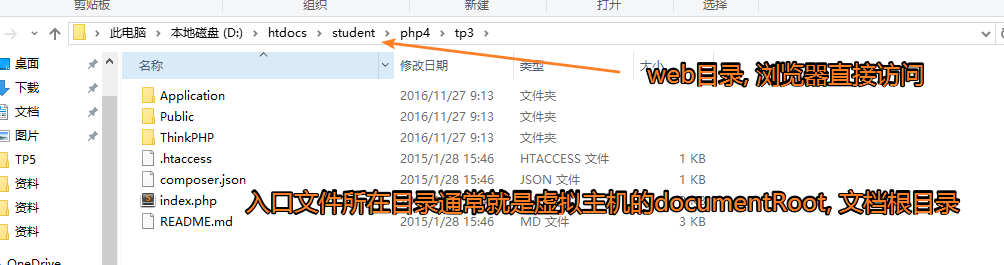 剪贴板 组织 新建 打开 选择
此电脑 › 本地磁盘 (D:) › htdocs › student › php4 › tp3 ›
名称 修改日期 类型 大小
桌面
下载
文档
图片
TP5
资料
资料
资料
OneDrive
web目录, 浏览器直接访问
Application 2016/11/27 9:13 文件夹
Public 2016/11/27 9:13 文件夹
ThinkPHP 2016/11/27 9:13 文件夹
.htaccess 2015/1/28 15:46 HTACCESS 文件 1 KB
composer.json 2015/1/28 15:46 JSON 文件 1 KB
index.php
入口文件所在目录通常就是虚拟主机的documentRoot, 文档根目录
README.md 2015/1/28 15:46 MD 文件 3 KB